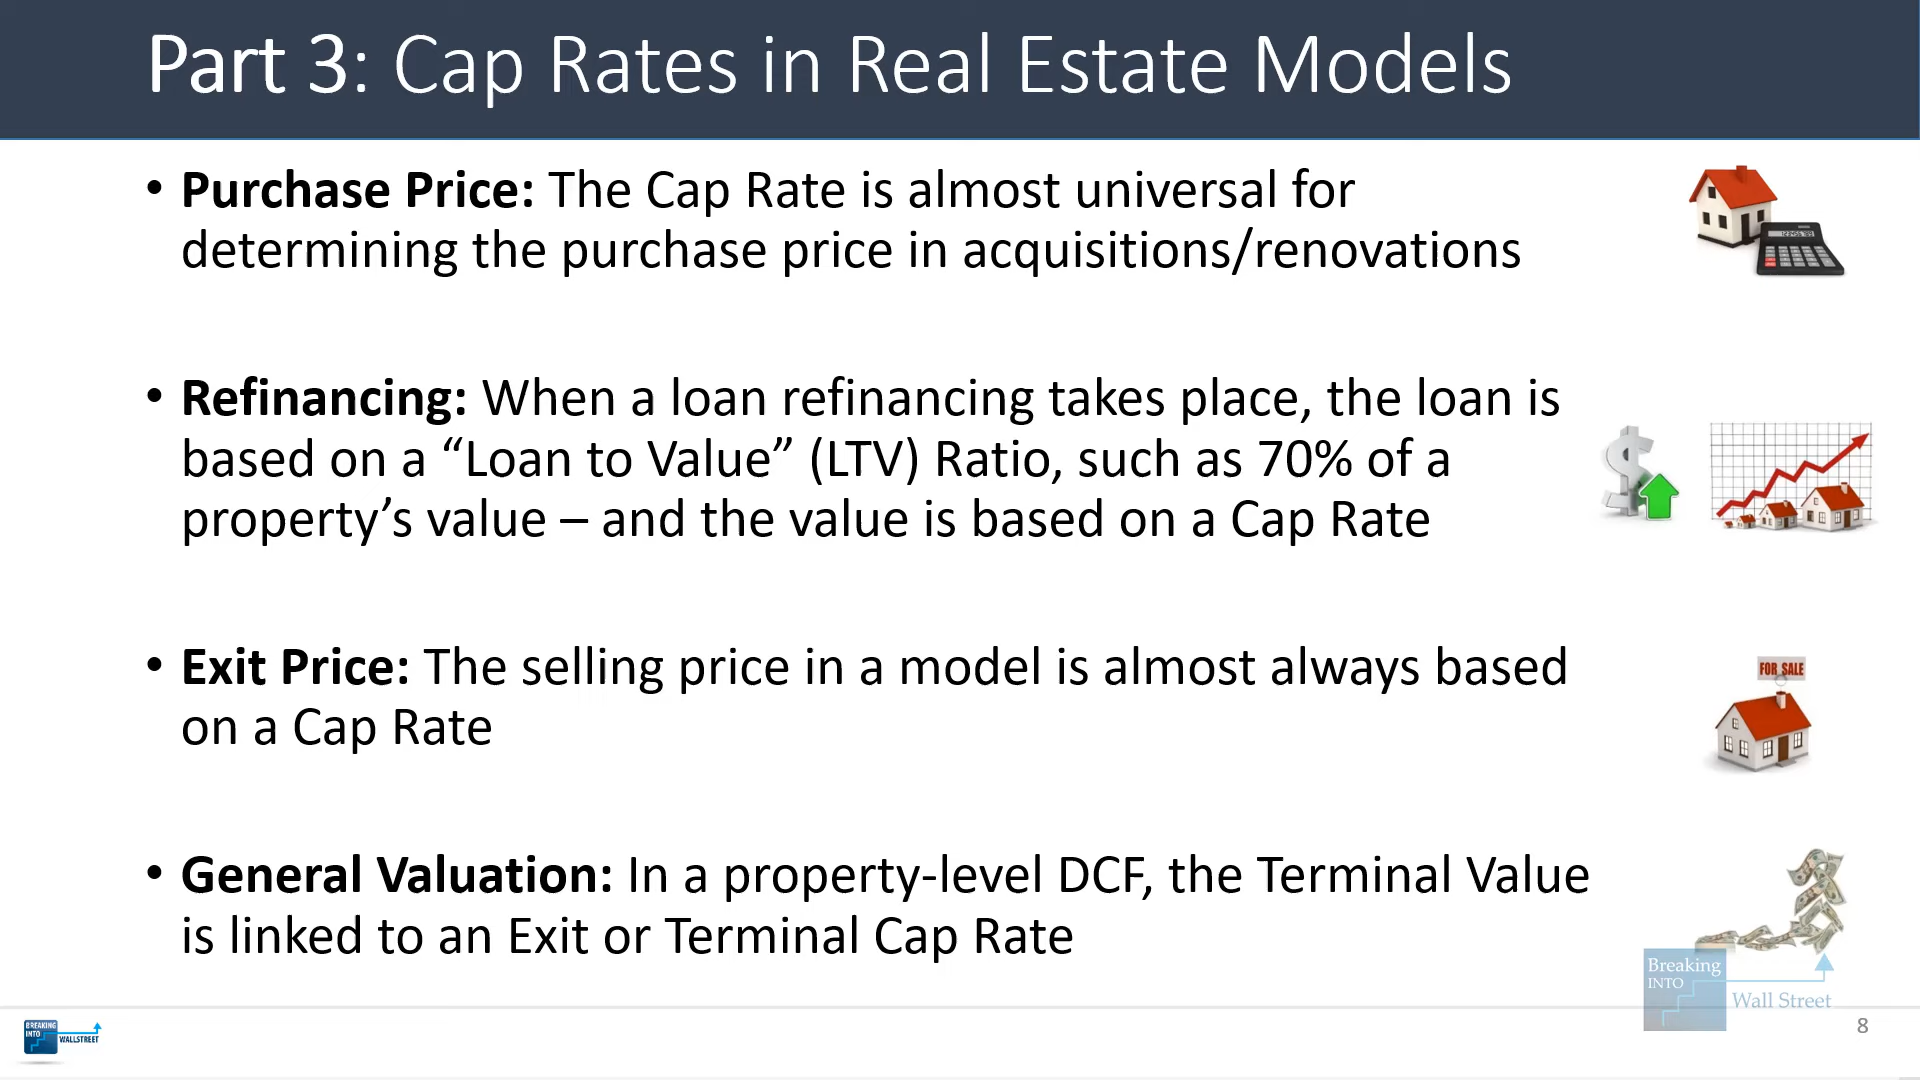 Part 3: Cap Rates in Real Estate Models
• Purchase Price: The Cap Rate is almost universal for
determining the purchase price in acquisitions/renovations
• Refinancing: When a loan refinancing takes place, the loan is
based on a “Loan to Value” (LTV) Ratio, such as 70% of a
property’s value – and the value is based on a Cap Rate
• Exit Price: The selling price in a model is almost always based
on a Cap Rate
FOR SALE
• General Valuation: In a property-level DCF, the Terminal Value
is linked to an Exit or Terminal Cap Rate
Breaking
INTO
Wall Street
BREAKING
INTO
WALLSTREET
8